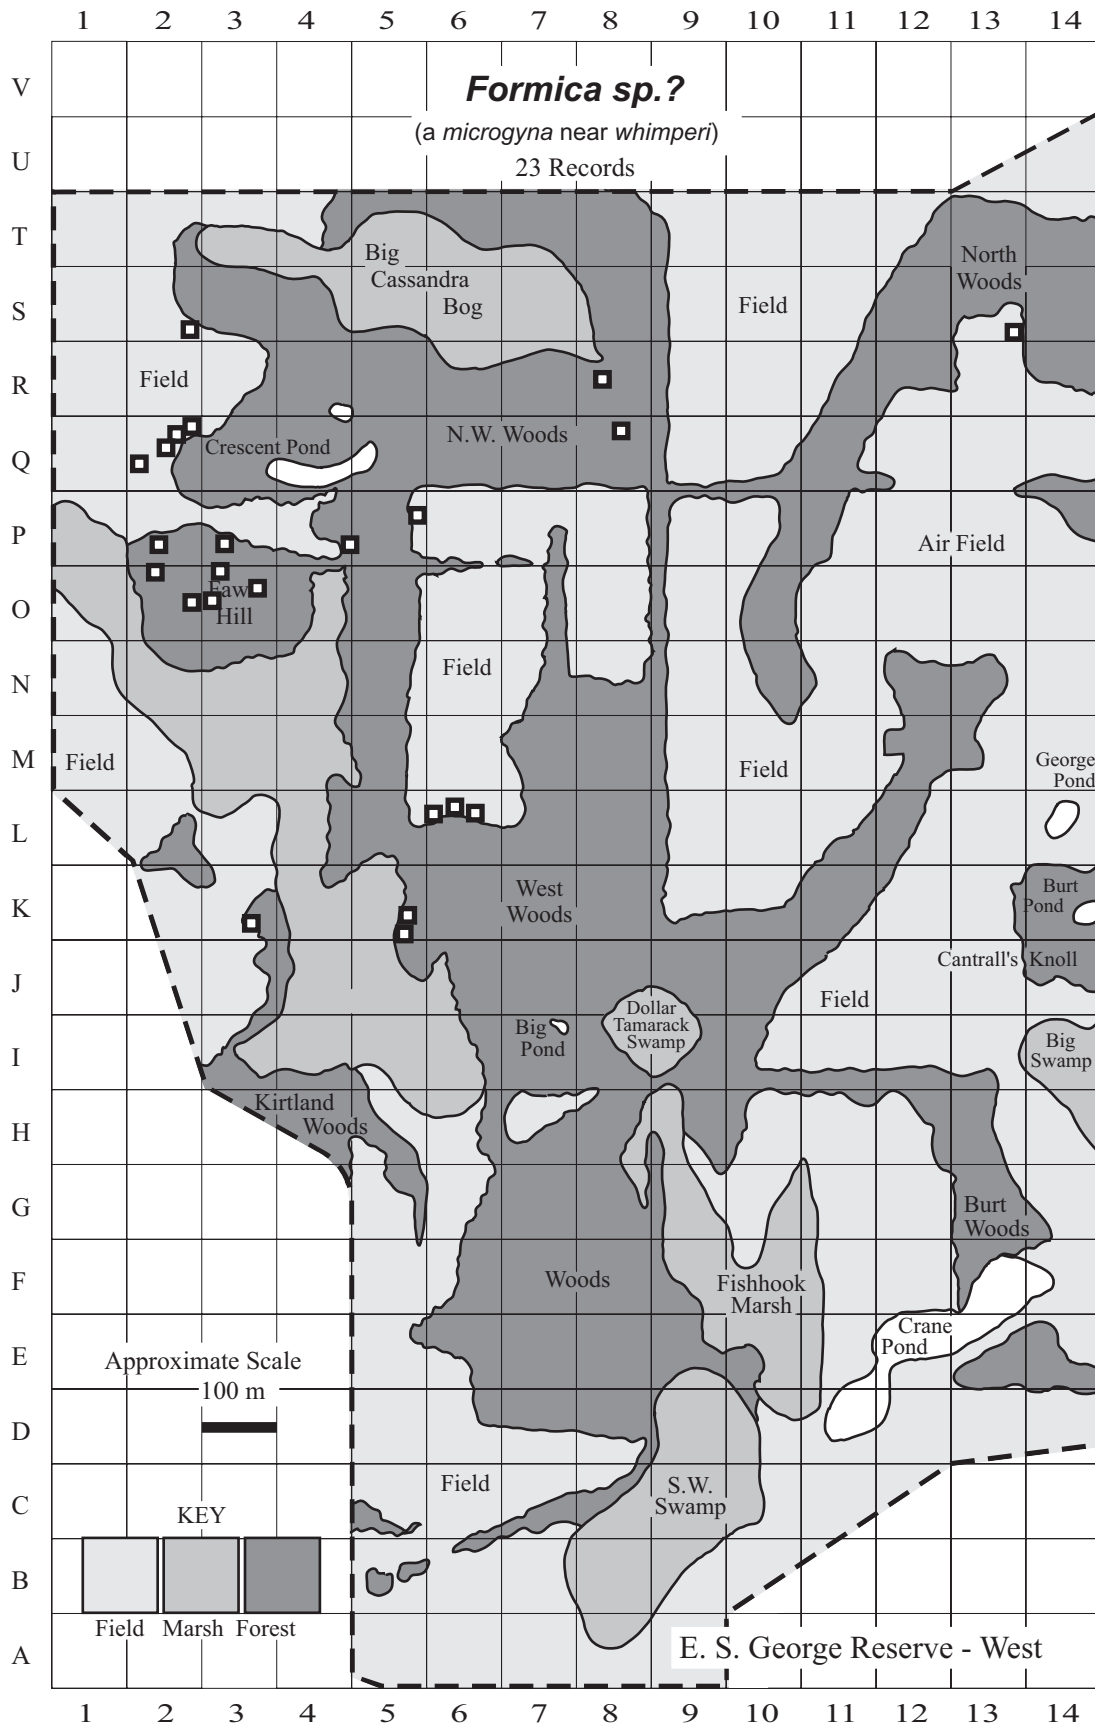 1 2 3 4 5 6 7 8 9 10 11 12 13 14
V
Formica sp.?
(a microgyna near whimperi)
U
23 Records
T
Big
Cassandra
Bog
North
Woods
S
Field
R
Field
N.W. Woods
Crescent Pond
Q
P
Air Field
O
Hill
N
Field
M
Field
Field
George
Pond
L
K
West
Woods
Burt
Pond
J
Cantrall's Knoll
Field
Dollar
Tamarack
Swamp
Big
Pond
I
Big
Swamp
Kirtland
Woods
H
G
Burt
Woods
F
Woods
Fishhook
Marsh
E
Crane
Pond
Approximate Scale
100 m
D
Field
S.W.
Swamp
C
KEY
B
Field Marsh Forest
A
E. S. George Reserve - West
1 2 3 4 5 6 7 8 9 10 11 12 13 14